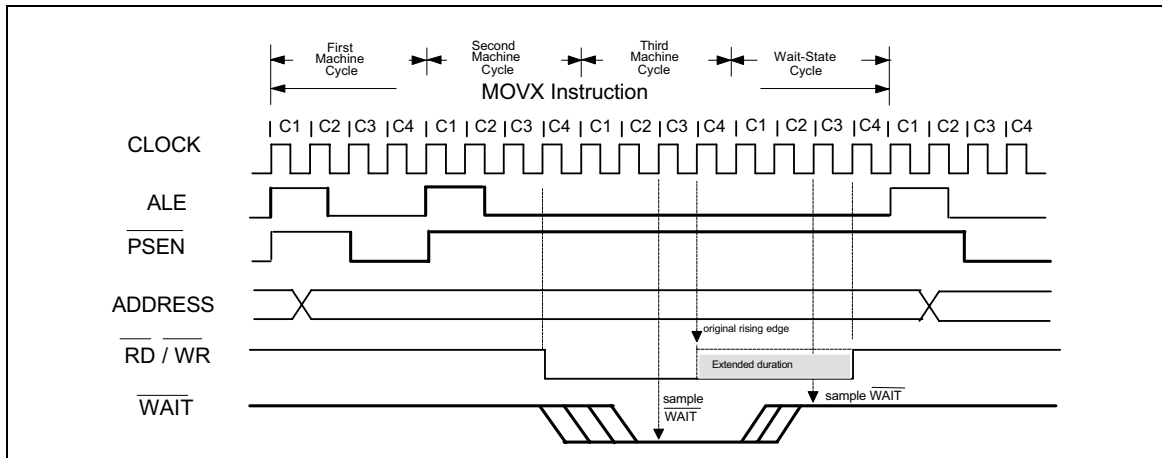 First Machine Cycle
Second Machine Cycle
Third Machine Cycle
Wait-State Cycle
MOVX Instruction
C1 C2 C3 C4 C1 C2 C3 C4 C1 C2 C3 C4 C1 C2 C3 C4 C1 C2 C3 C4
CLOCK
ALE
PSEN
ADDRESS
original rising edge
RD / WR
Extended duration
WAIT
sample WAIT
sample WAIT